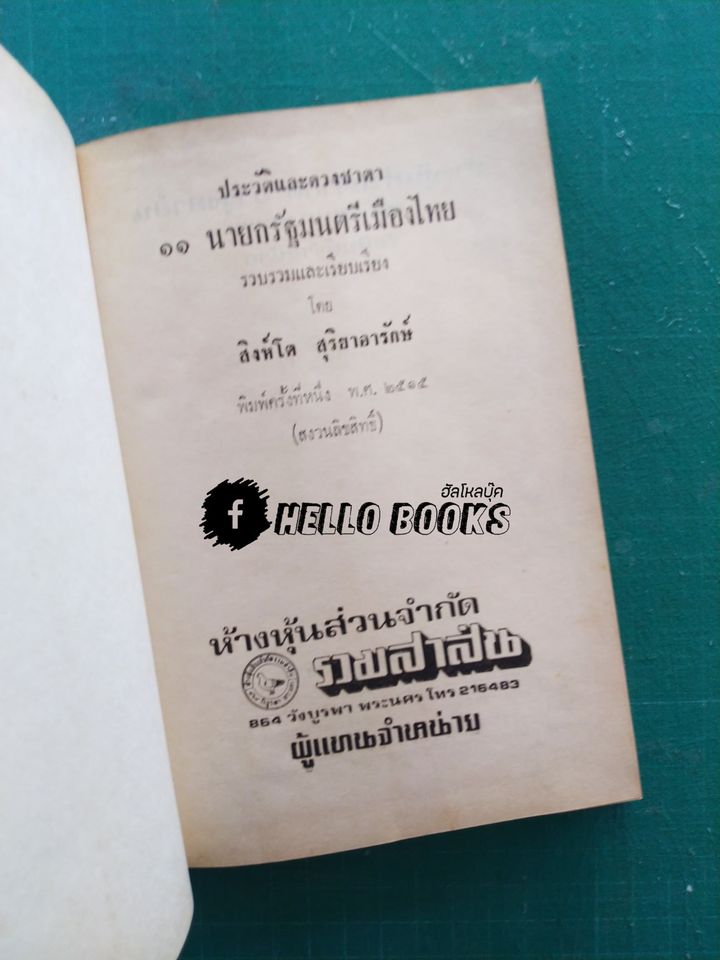 ประวัติและดวงชาตา
๑๑ นายกรัฐมนตรีเมืองไทย
รวบรวมและเรียบเรียง
โดย
สิงห์โต สุริยาอารักษ์
พิมพ์ครั้งที่หนึ่ง พ.ศ. ๒๕๑๕
(สงวนลิขสิทธิ์)
ฮัลโหลบุ๊ค
f HELLO BOOKS
ห้างหุ้นส่วนจำกัด
รวมสาส์น
864 วังบูรพา พระนคร โทร 216483
ผู้แทนจำหน่าย